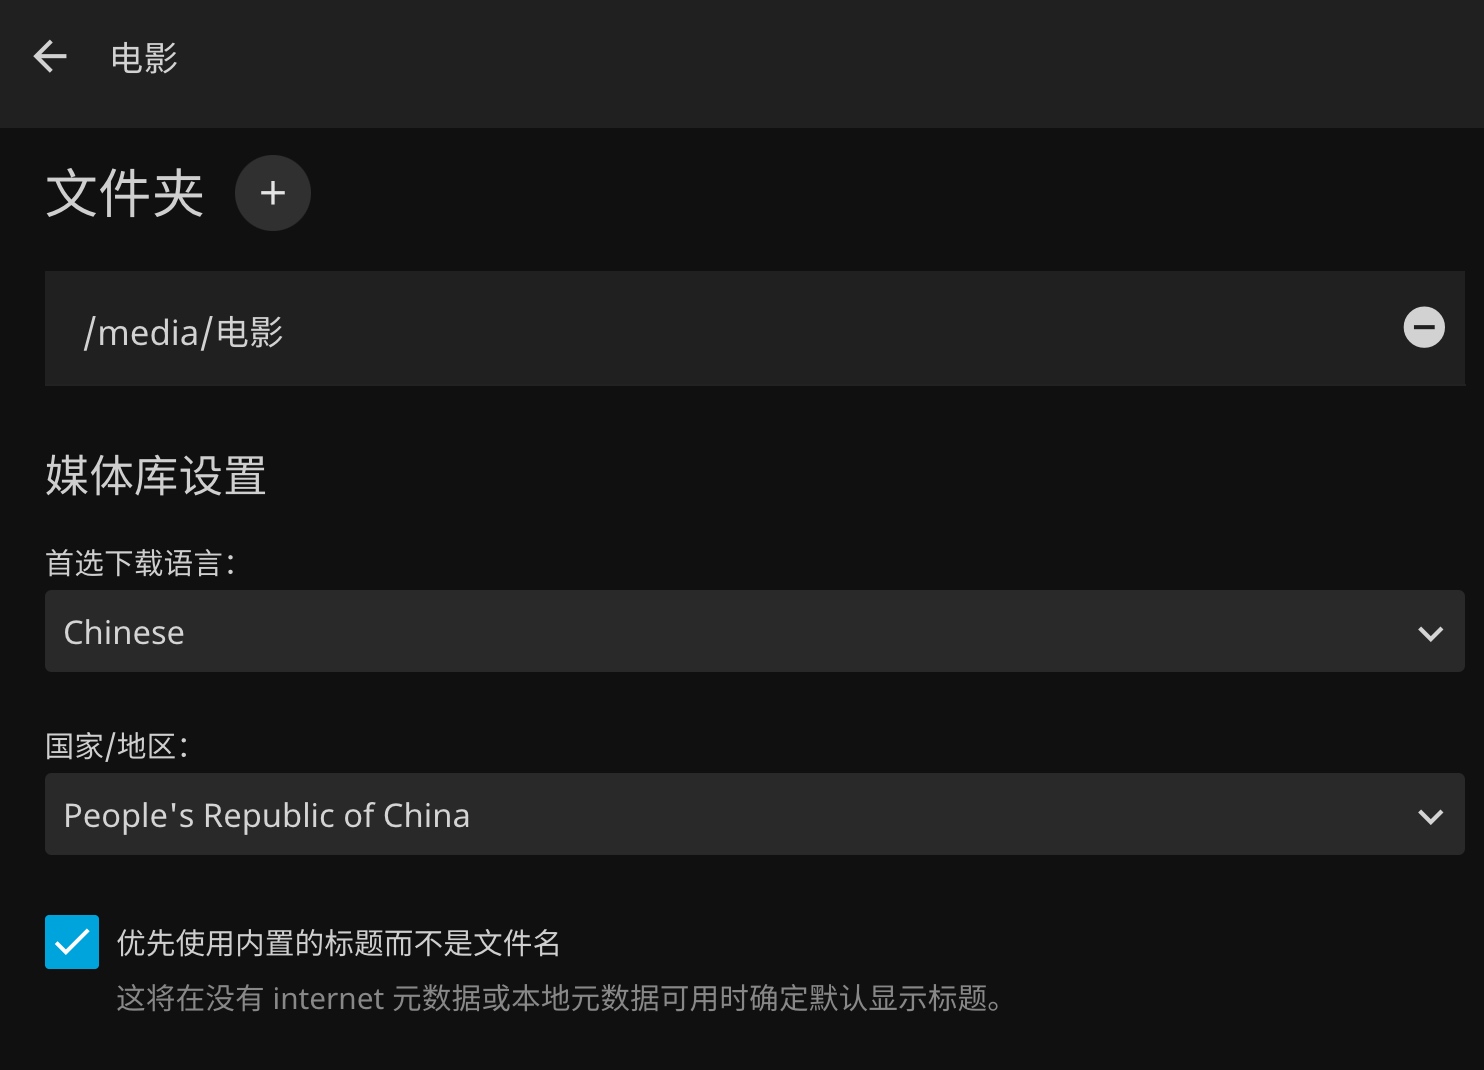 电影
文件夹
/media/电影
媒体库设置
首选下载语言：
Chinese
国家/地区：
People's Republic of China
优先使用内置的标题而不是文件名
这将在没有 internet 元数据或本地元数据可用时确定默认显示标题。